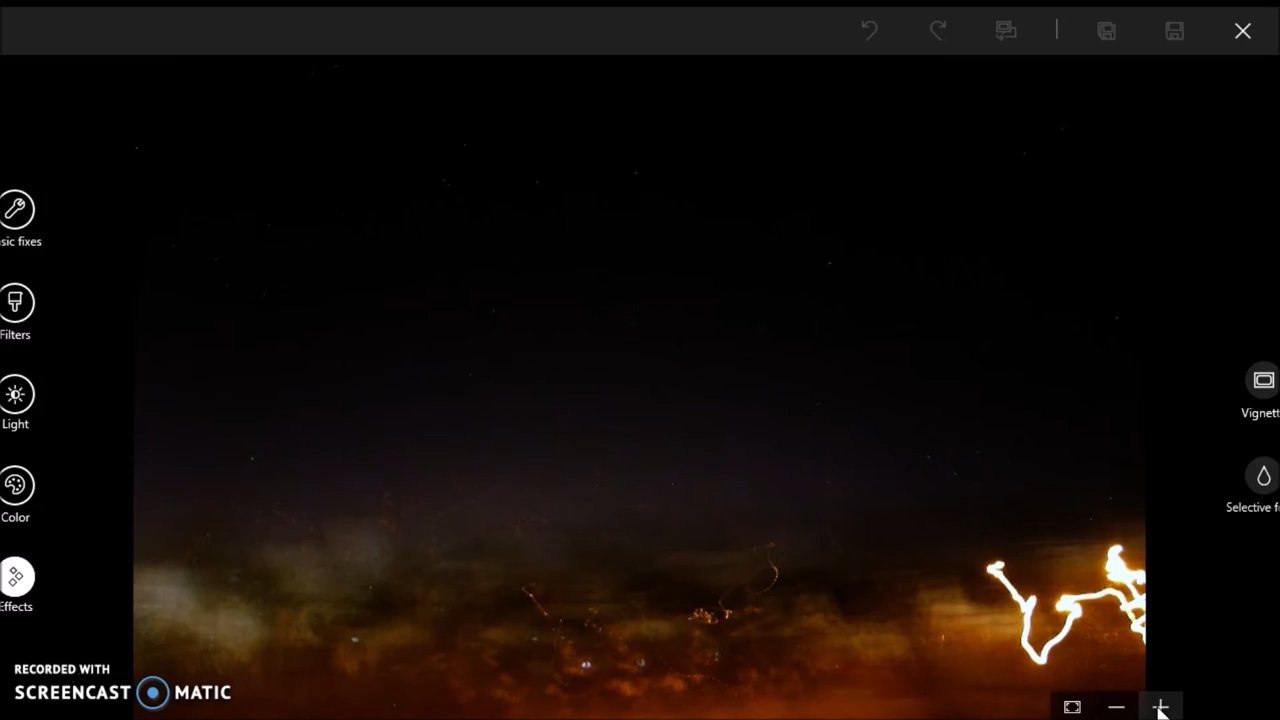 sic fixes
Filters
Light
Color
Effects
Vignett
Selective f
RECORDED WITH
SCREENCAST MATIC